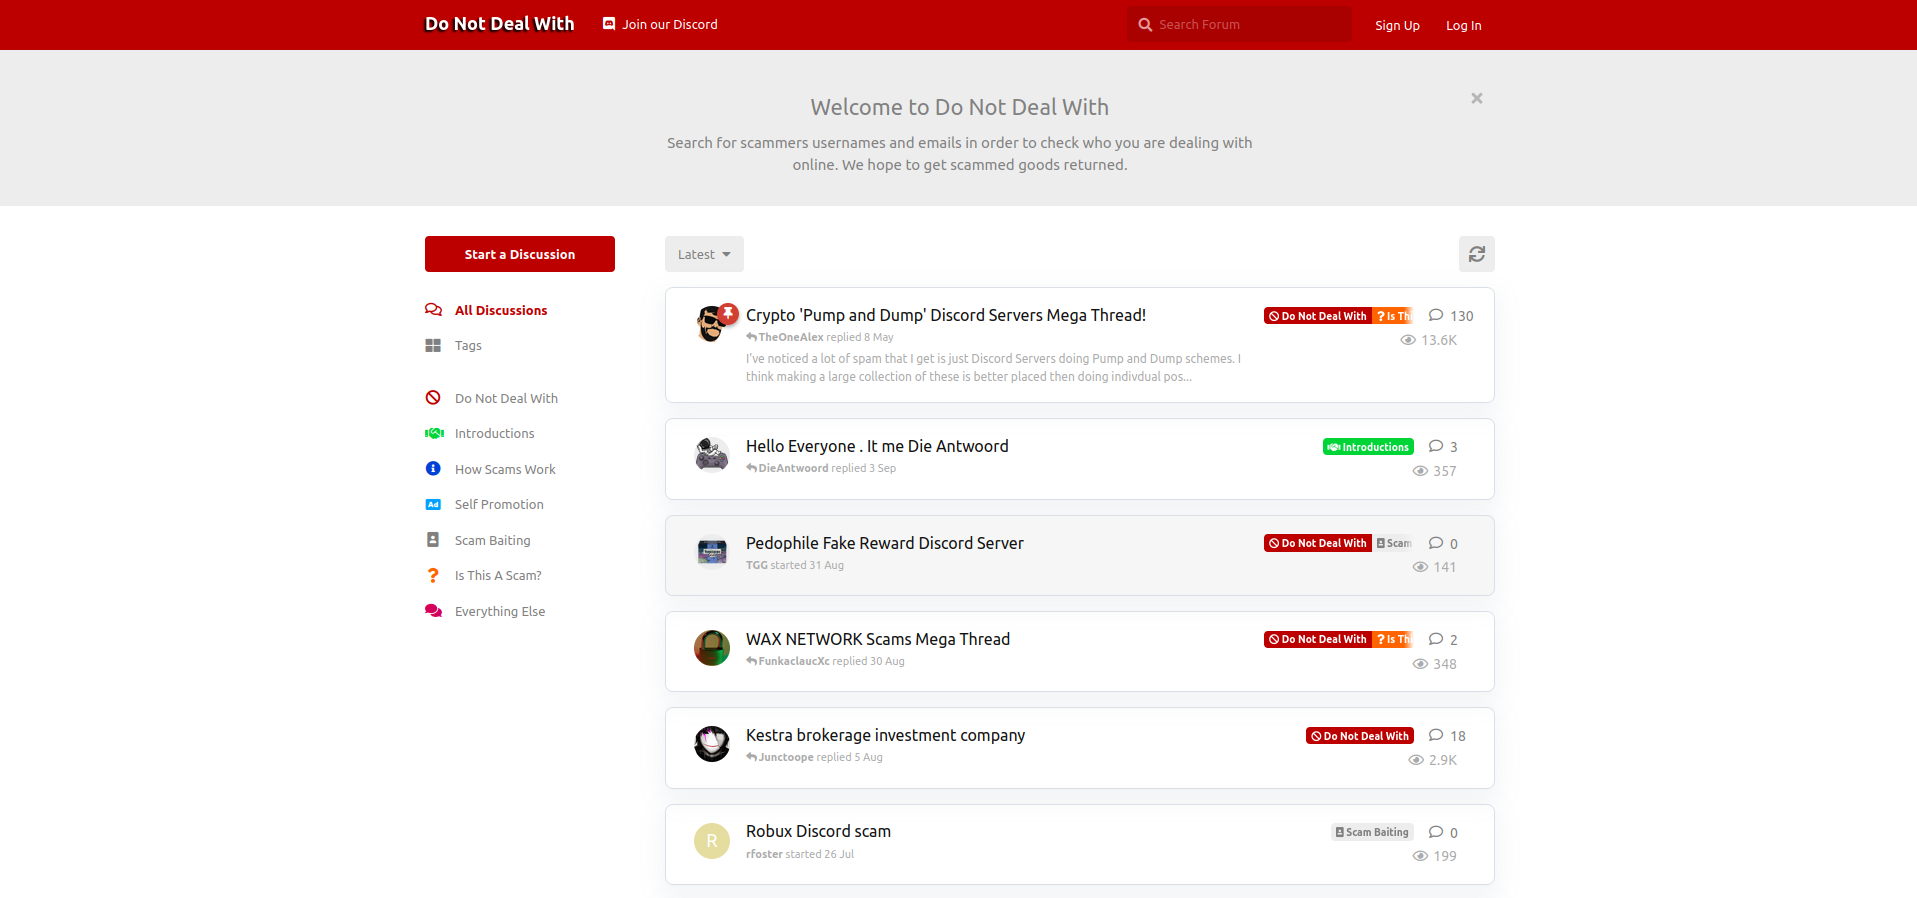 Do Not Deal With
Join our Discord
Search Forum
Sign Up
Log In
Welcome to Do Not Deal With
Search for scammers usernames and emails in order to check who you are dealing with
online. We hope to get scammed goods returned.
Start a Discussion
All Discussions
Tags
Do Not Deal With
Introductions
How Scams Work
Ad
Self Promotion
Scam Baiting
Is This A Scam?
Everything Else
Latest
Crypto 'Pump and Dump' Discord Servers Mega Thread!
Do Not Deal With
Is Th
130
TheOneAlex replied 8 May
13.6K
I've noticed a lot of spam that I get is just Discord Servers doing Pump and Dump schemes. I
think making a large collection of these is better placed then doing indivdual pos...
Hello Everyone . It me Die Antwoord
Introductions
3
DieAntwoord replied 3 Sep
357
Pedophile Fake Reward Discord Server
Do Not Deal With
Scam
0
TGG started 31 Aug
141
WAX NETWORK Scams Mega Thread
Do Not Deal With
Is Th
2
FunkaclaucXc replied 30 Aug
348
Kestra brokerage investment company
Do Not Deal With
18
Junctoope replied 5 Aug
2.9K
R
Robux Discord scam
Scam Baiting
0
rfoster started 26 Jul
199